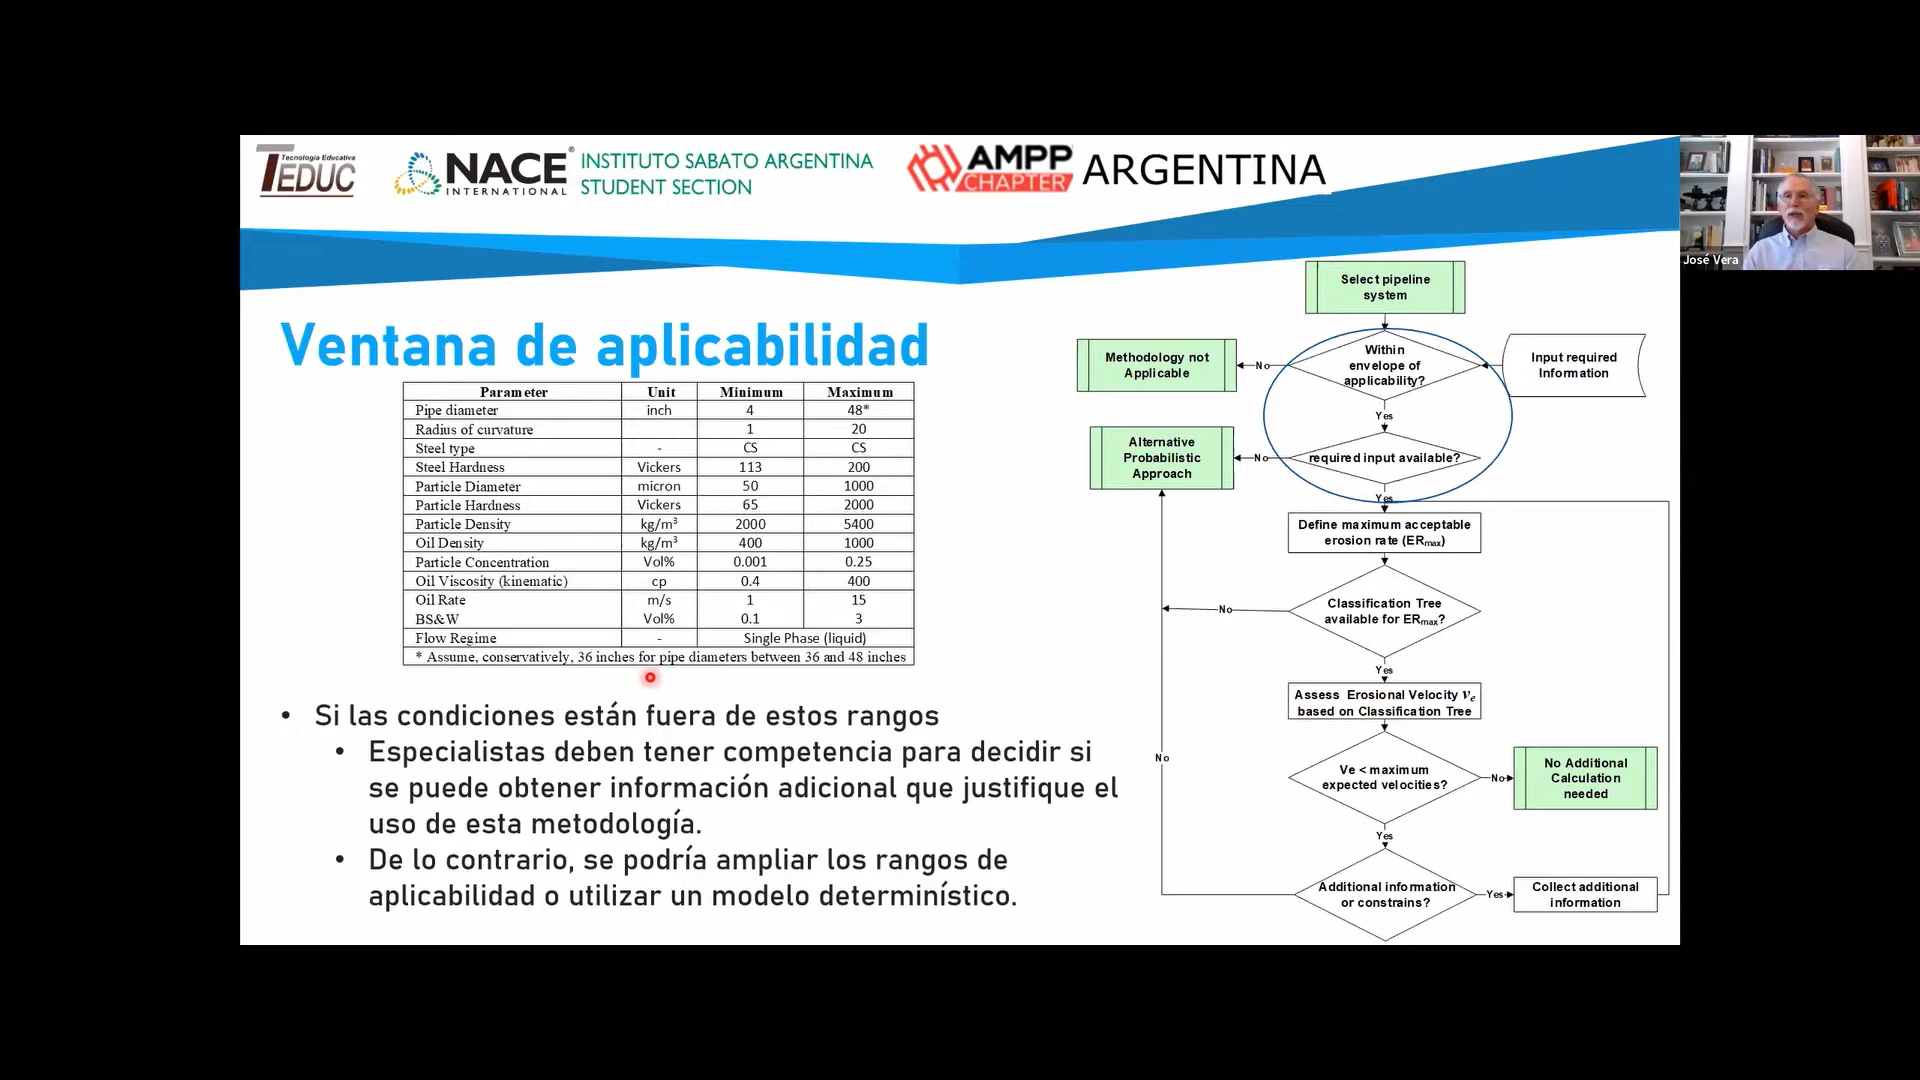 Tecnología Educativa
TEDUC
NACE®
INTERNATIONAL
INSTITUTO SABATO ARGENTINA
STUDENT SECTION
AMPP
CHAPTER
ARGENTINA
José Vera
Ventana de aplicabilidad
Parameter Unit Minimum Maximum
Pipe diameter inch 4 48*
Radius of curvature 1 20
Steel type - CS CS
Steel Hardness Vickers 113 200
Particle Diameter micron 50 1000
Particle Hardness Vickers 65 2000
Particle Density kg/m³ 2000 5400
Oil Density kg/m³ 400 1000
Particle Concentration Vol% 0.001 0.25
Oil Viscosity (kinematic) cp 0.4 400
Oil Rate m/s 1 15
BS&W Vol% 0.1 3
Flow Regime - Single Phase (liquid)
* Assume, conservatively, 36 inches for pipe diameters between 36 and 48 inches
• Si las condiciones están fuera de estos rangos
• Especialistas deben tener competencia para decidir si
se puede obtener información adicional que justifique el
uso de esta metodología.
• De lo contrario, se podría ampliar los rangos de
aplicabilidad o utilizar un modelo determinístico.
Select pipeline
system
Within
envelope of
applicability?
Input required
Information
No
Methodology not
Applicable
Yes
required input available?
No
Alternative
Probabilistic
Approach
Yes
Define maximum acceptable
erosion rate (ERmax)
Classification Tree
available for ERmax?
No
Yes
Assess Erosional Velocity ve
based on Classification Tree
Ve < maximum
expected velocities?
No
No Additional
Calculation
needed
No
Yes
Additional information
or constrains?
Yes
Collect additional
information